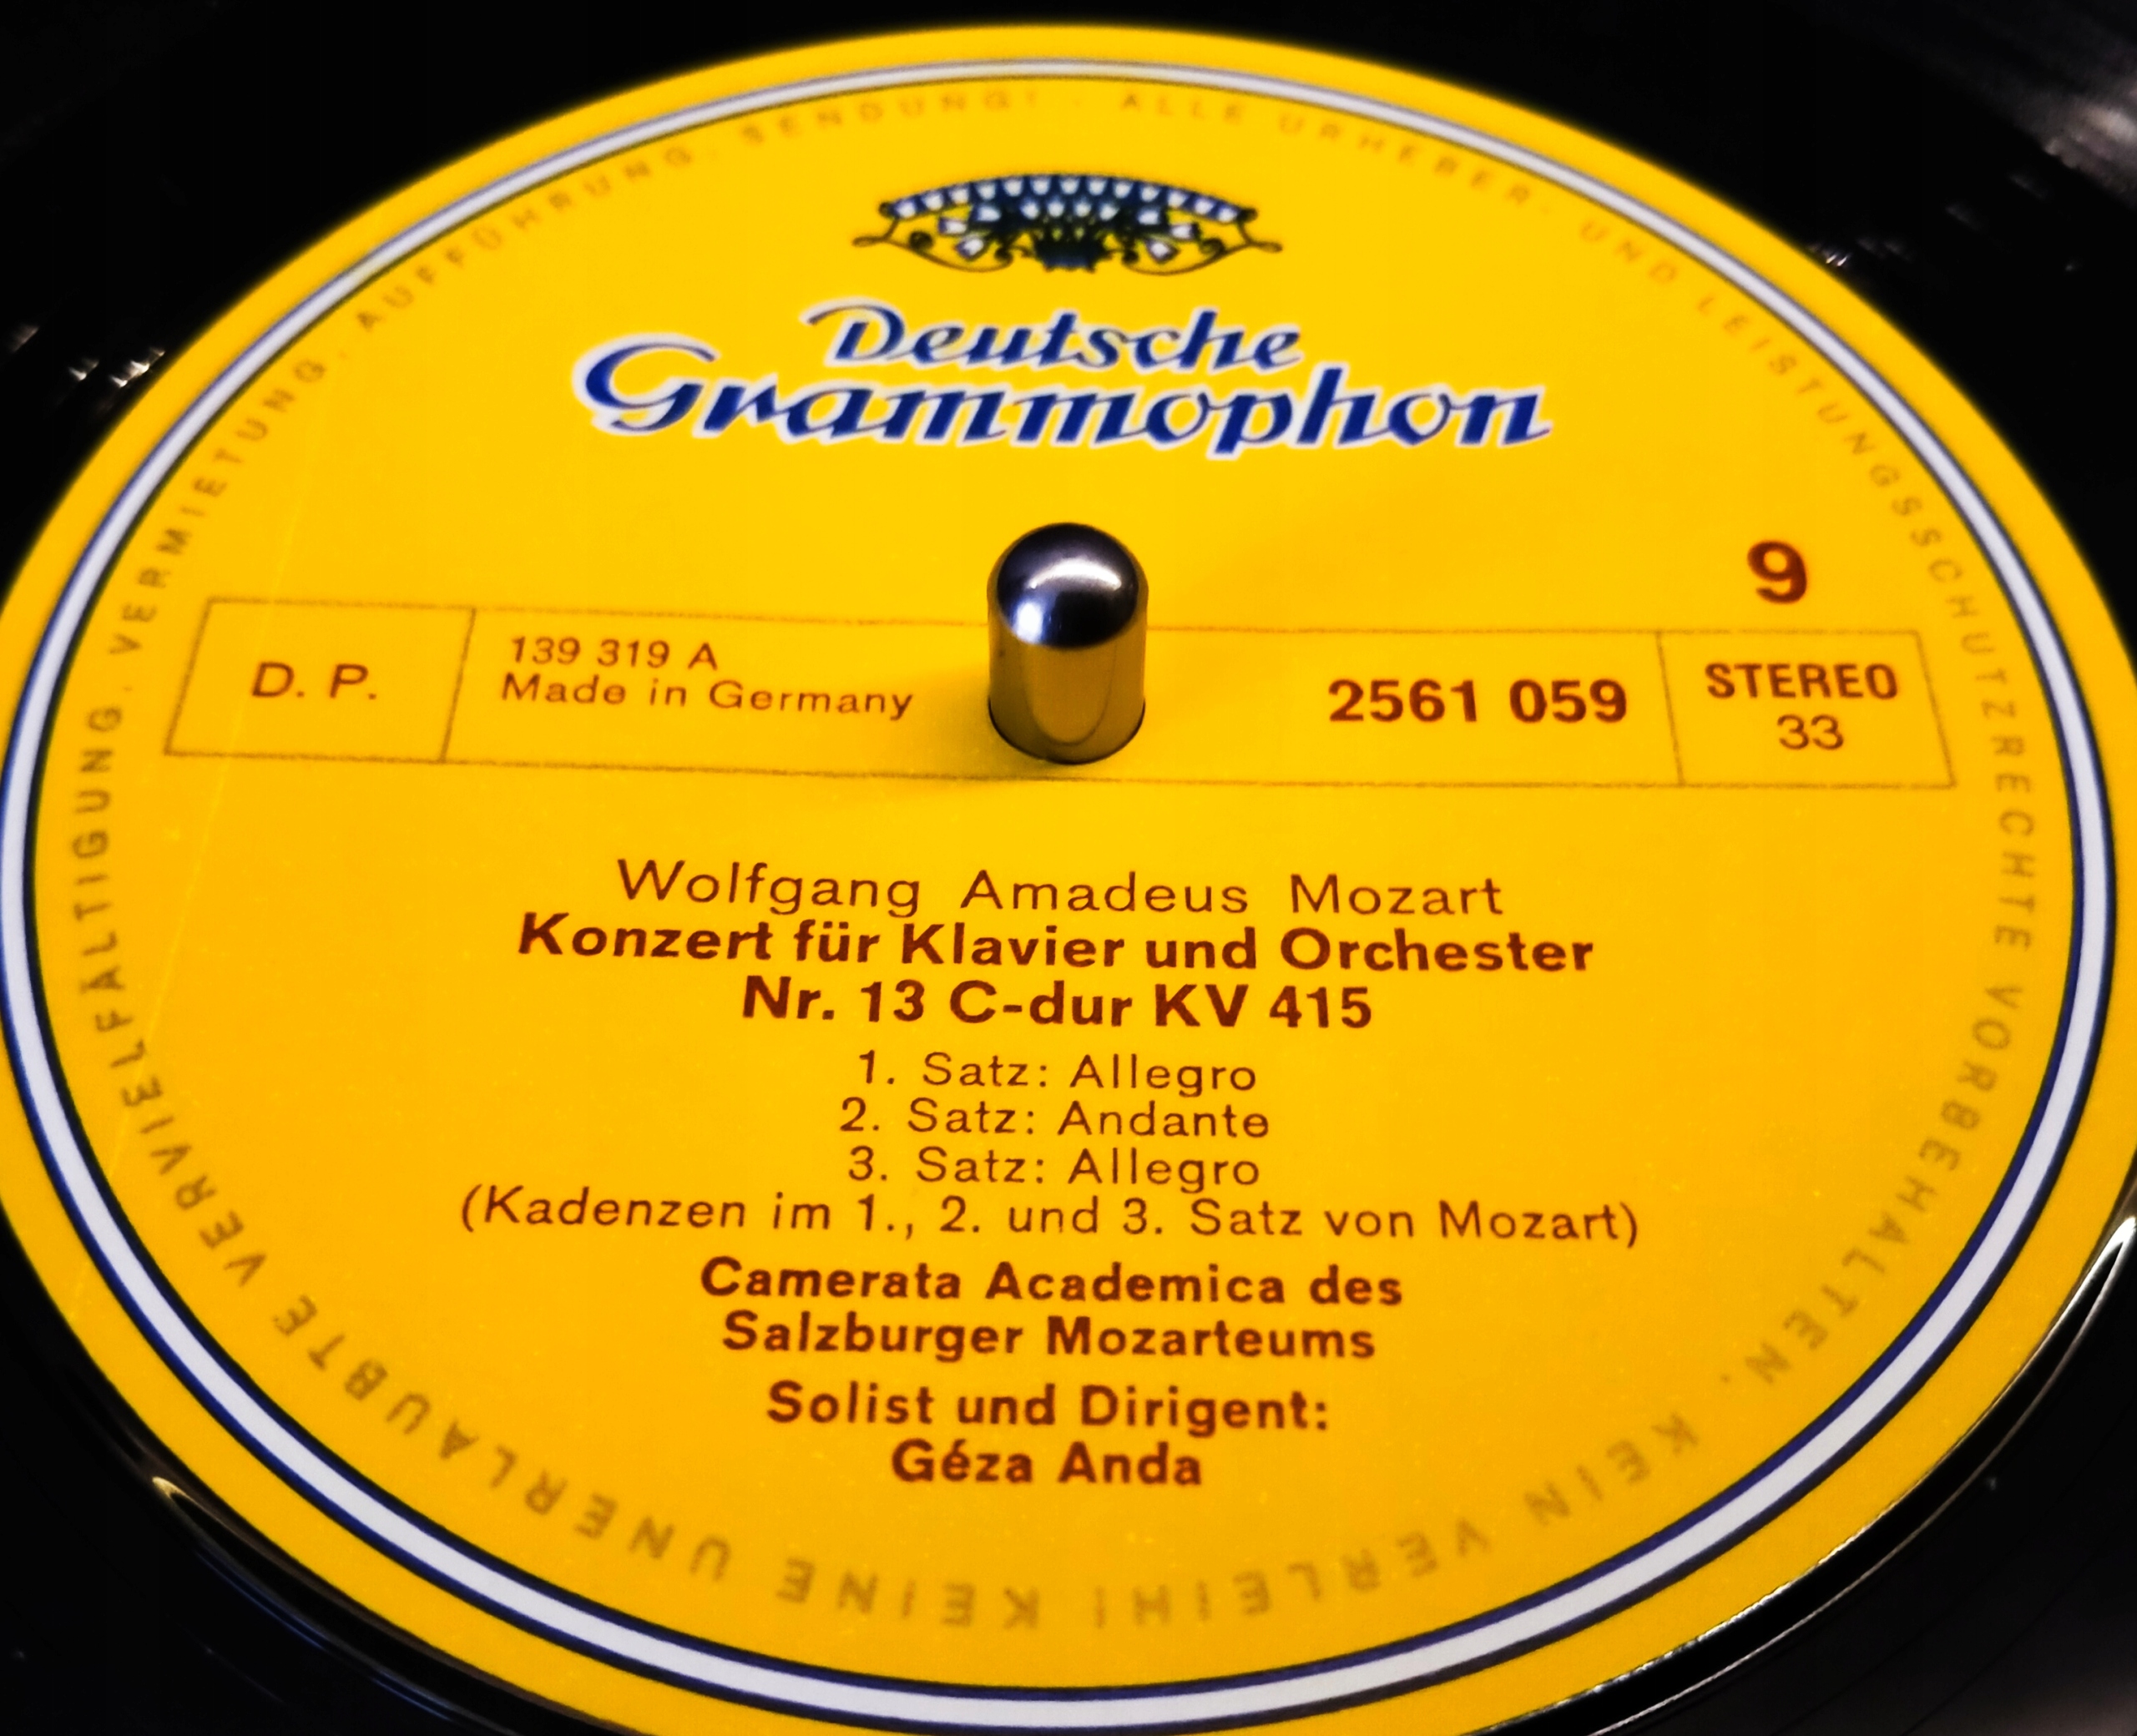 Deutsche
Grammophon
9
D. P.
139 319 A
Made in Germany
2561 059
STEREO
33
Wolfgang Amadeus Mozart
Konzert für Klavier und Orchester
Nr. 13 C-dur KV 415
1. Satz: Allegro
2. Satz: Andante
3. Satz: Allegro
(Kadenzen im 1., 2. und 3. Satz von Mozart)
Camerata Academica des
Salzburger Mozarteums
Solist und Dirigent:
Géza Anda
ALLE URHEBER- UND LEISTUNGSSCHUTZRECHTE VORBEHALTEN. KEIN VERLEIH! KEINE UNERLAUBTE VERVIELFÄLTIGUNG, VERMIETUNG, AUFFÜHRUNG, SENDUNG! ·